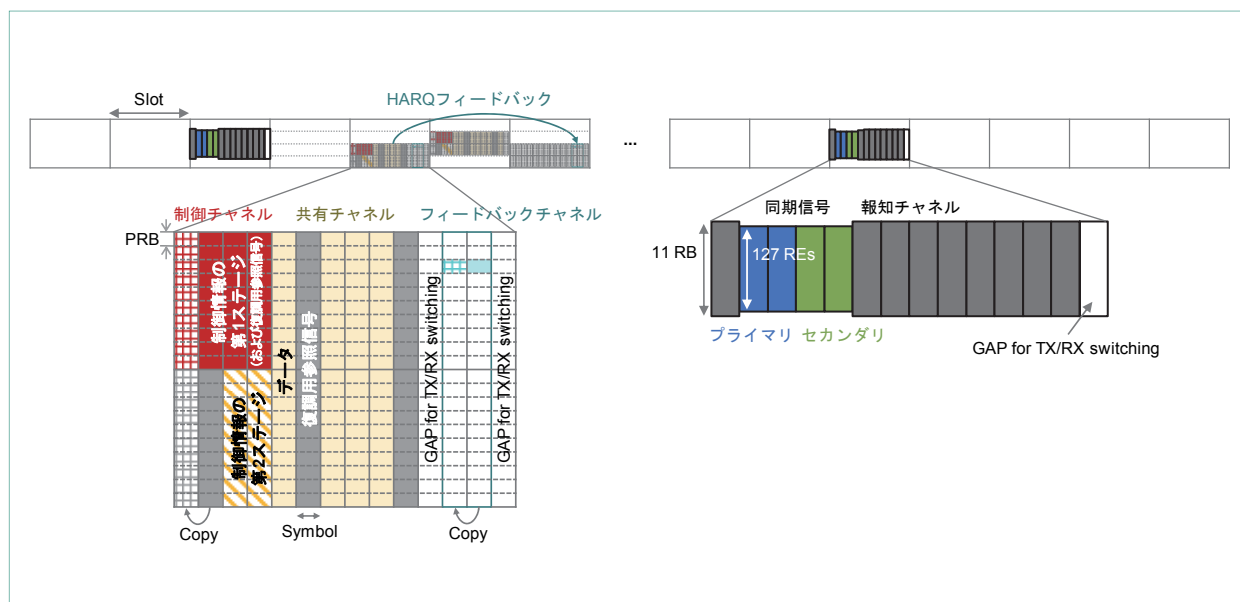 HARQフィードバック
Slot
...
制御チャネル
共有チャネル
フィードバックチャネル
PRB
制御情報の
第1ステージ
(および復調用参照信号)
制御情報の
第2ステージ
データ
復調用参照信号
GAP for TX/RX switching
GAP for TX/RX switching
Copy
Symbol
Copy
同期信号
報知チャネル
11 RB
127 REs
プライマリ
セカンダリ
GAP for TX/RX switching